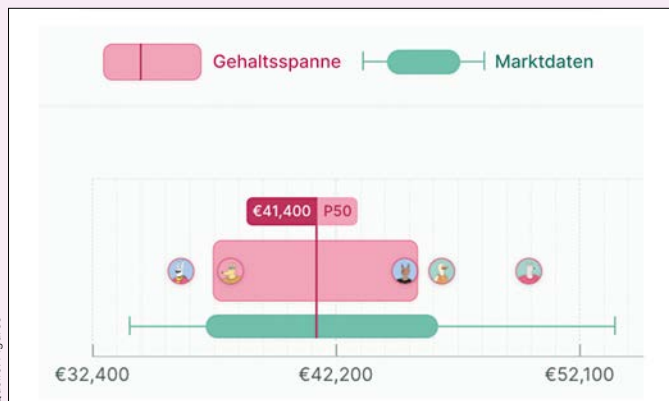 Gehaltsspanne
Marktdaten
€41,400 P50
€32,400
€42,200
€52,100